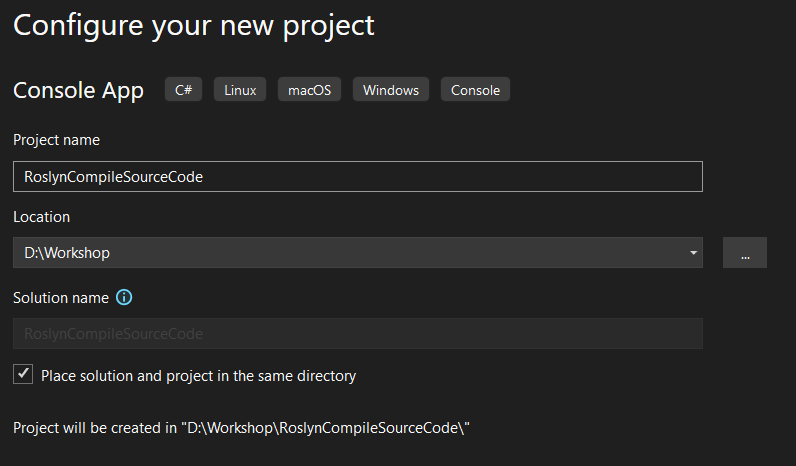 Configure your new project
Console App C# Linux macOS Windows Console
Project name
RoslynCompileSourceCode
Location
D:\Workshop
...
Solution name
RoslynCompileSourceCode
Place solution and project in the same directory
Project will be created in "D:\Workshop\RoslynCompileSourceCode\"